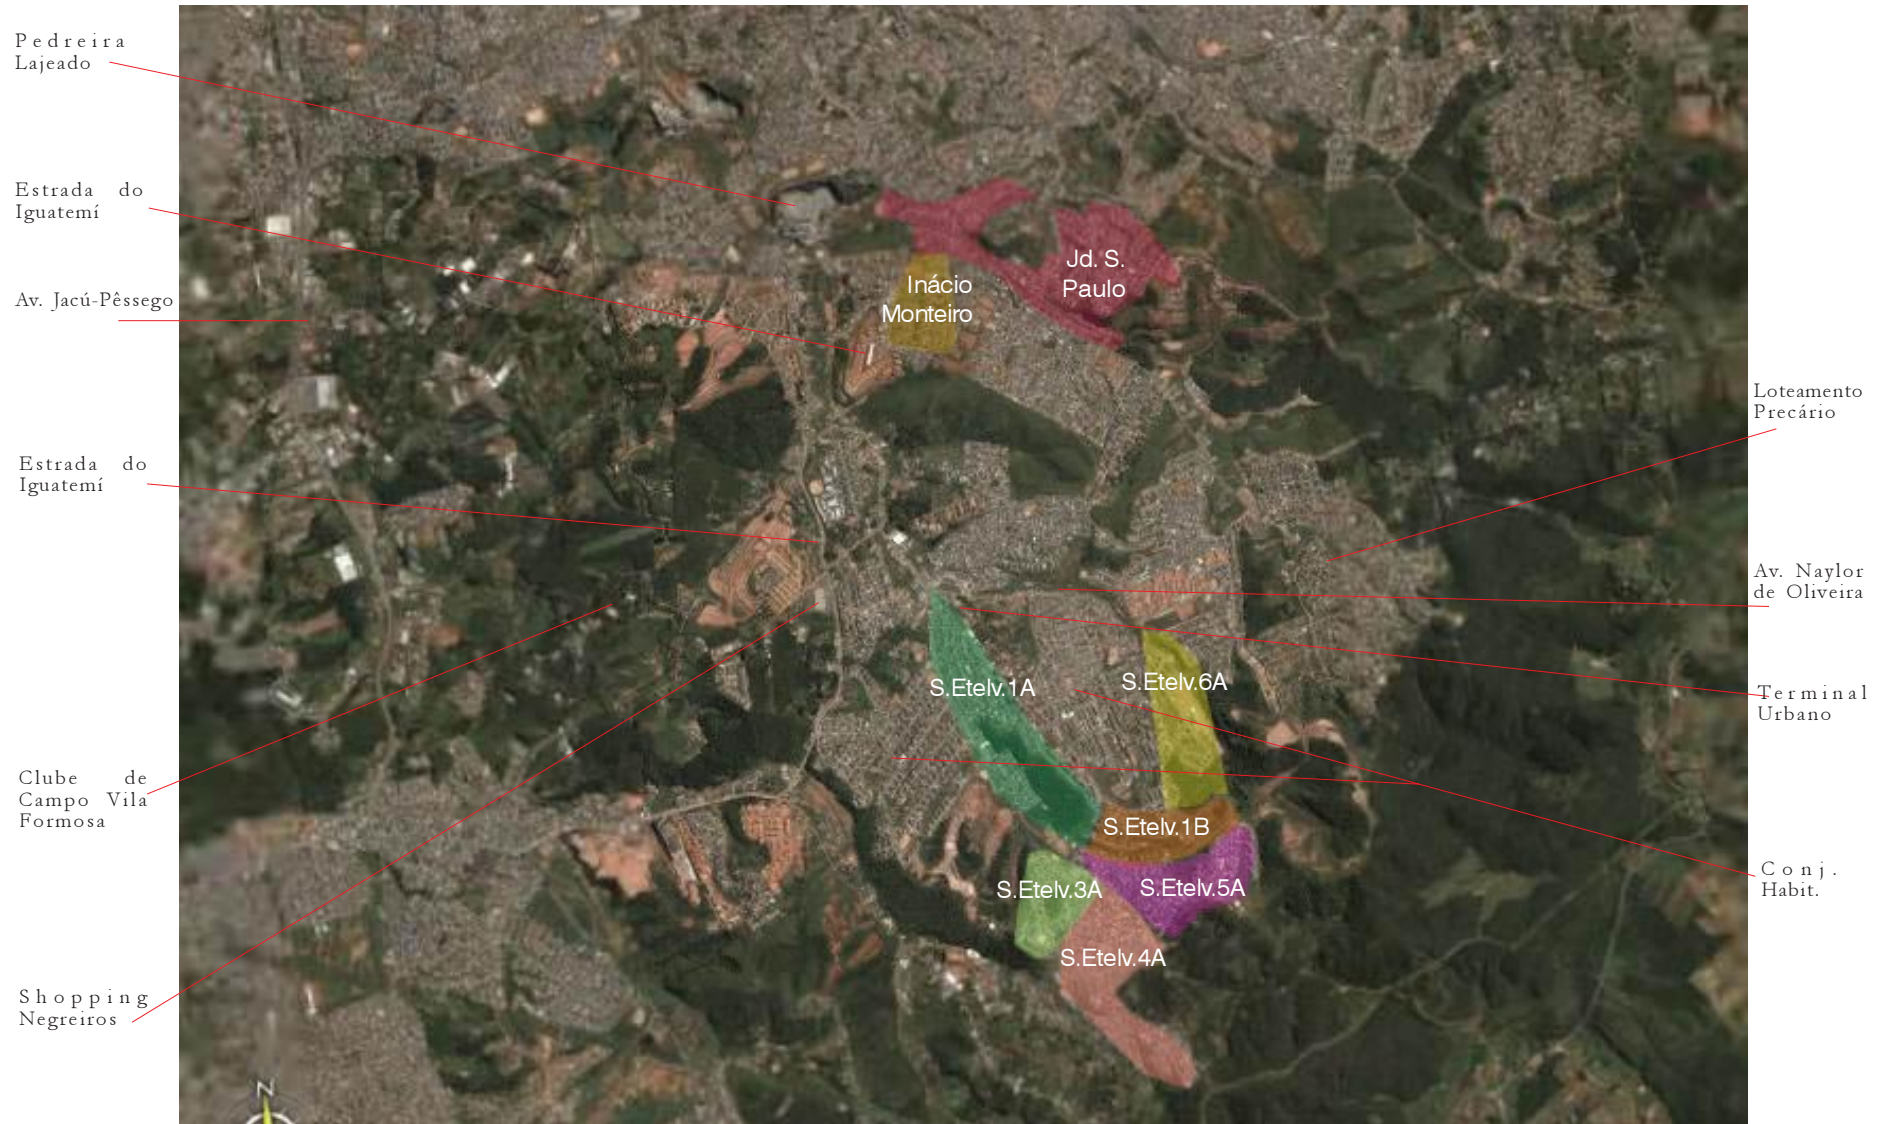 Pedreira
Lajeado
Estrada do
Iguatemí
Av. Jacú-Pêssego
Estrada do
Iguatemí
Clube de
Campo Vila
Formosa
Shopping
Negreiros
Inácio
Monteiro
Jd. S.
Paulo
S.Etelv.1A
S.Etelv.6A
S.Etelv.1B
S.Etelv.3A
S.Etelv.5A
S.Etelv.4A
N
Loteamento
Precário
Av. Naylor
de Oliveira
Terminal
Urbano
Conj.
Habit.